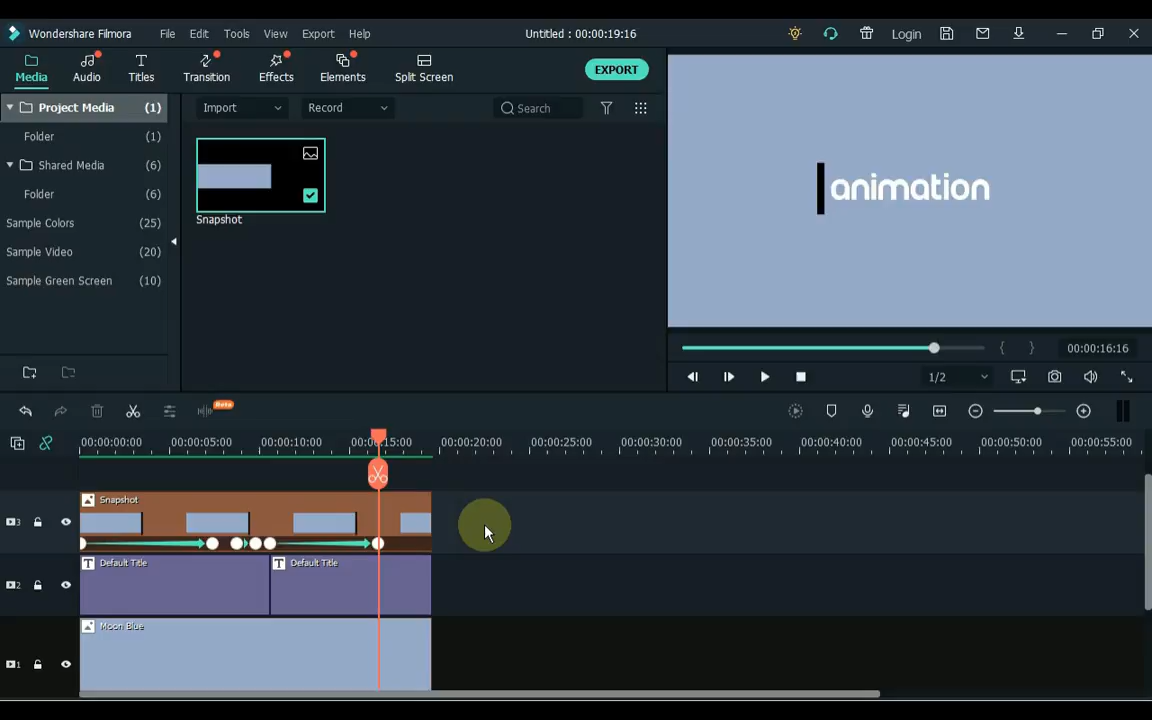 Wondershare Filmora File Edit Tools View Export Help Untitled : 00:00:19:16 Login
Media Audio Titles Transition Effects Elements Split Screen EXPORT
Project Media (1)
Folder (1)
Shared Media (6)
Folder (6)
Sample Colors (25)
Sample Video (20)
Sample Green Screen (10)
Import Record Search
Snapshot
animation
{ } 00:00:16:16
1/2
Beta
00:00:00:00 00:00:05:00 00:00:10:00 00:00:15:00 00:00:20:00 00:00:25:00 00:00:30:00 00:00:35:00 00:00:40:00 00:00:45:00 00:00:50:00 00:00:55:00
3 Snapshot
2 T Default Title T Default Title
1 Moon Blue